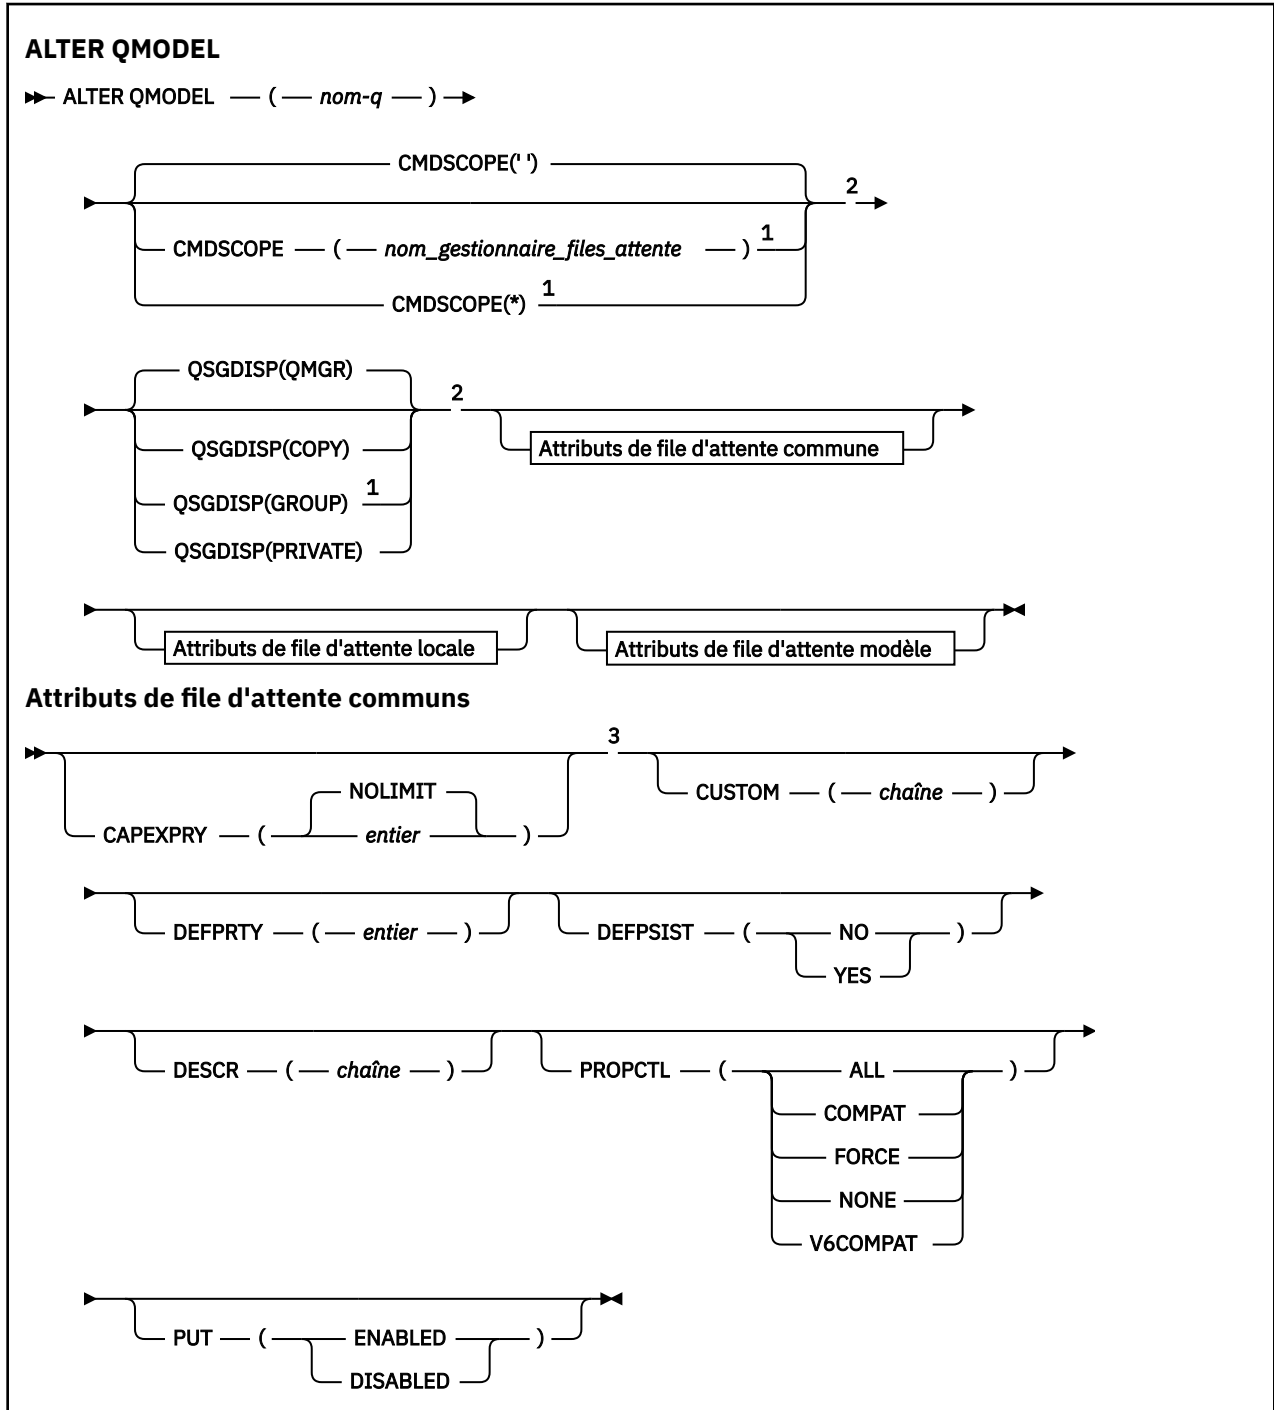 ALTER QMODEL
ALTER QMODEL ( nom-q )
CMDSCOPE(' ')
2
CMDSCOPE ( nom_gestionnaire_files_attente ) 1
CMDSCOPE(*) 1
QSGDISP(QMGR)
2
QSGDISP(COPY)
Attributs de file d'attente commune
QSGDISP(GROUP) 1
QSGDISP(PRIVATE)
Attributs de file d'attente locale
Attributs de file d'attente modèle
Attributs de file d'attente communs
3
NOLIMIT
CAPEXPRY ( entier )
CUSTOM ( chaîne )
DEFPRTY ( entier )
DEFPSIST ( NO )
YES
DESCR ( chaîne )
PROPCTL ( ALL )
COMPAT
FORCE
NONE
V6COMPAT
PUT ( ENABLED )
DISABLED